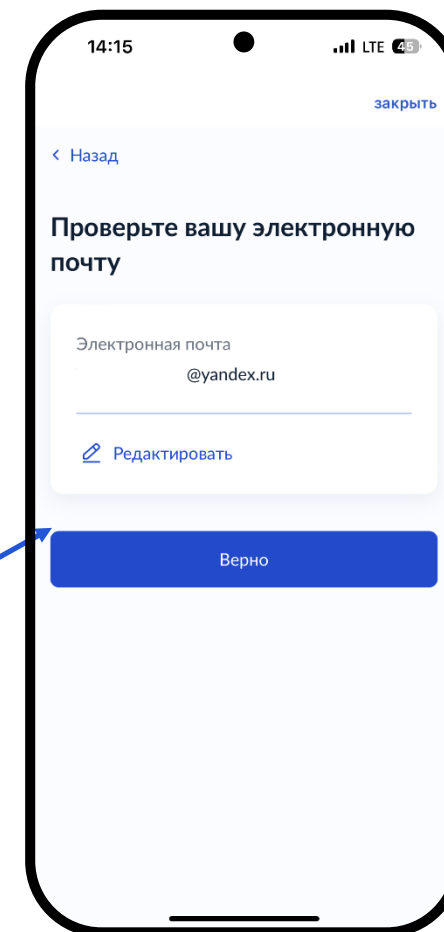 14:15 LTE 45
закрыть
Назад
Проверьте вашу электронную
почту
Электронная почта
@yandex.ru
Редактировать
Верно